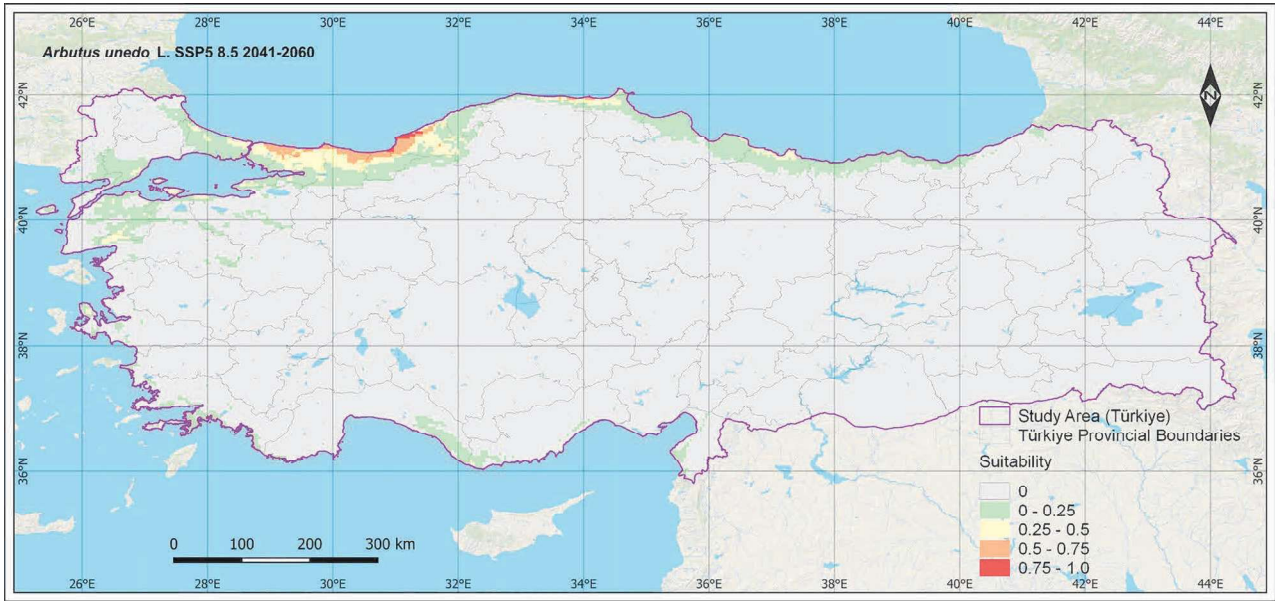 26°E 28°E 30°E 32°E 34°E 36°E 38°E 40°E 42°E 44°E
Arbutus unedo L. SSP5 8.5 2041-2060
42°N 42°N
N
40°N 40°N
38°N 38°N
36°N 36°N
Study Area (Türkiye)
Türkiye Provincial Boundaries
Suitability
0
0 - 0.25
0.25 - 0.5
0.5 - 0.75
0.75 - 1.0
0 100 200 300 km
26°E 28°E 30°E 32°E 34°E 36°E 38°E 40°E 42°E 44°E